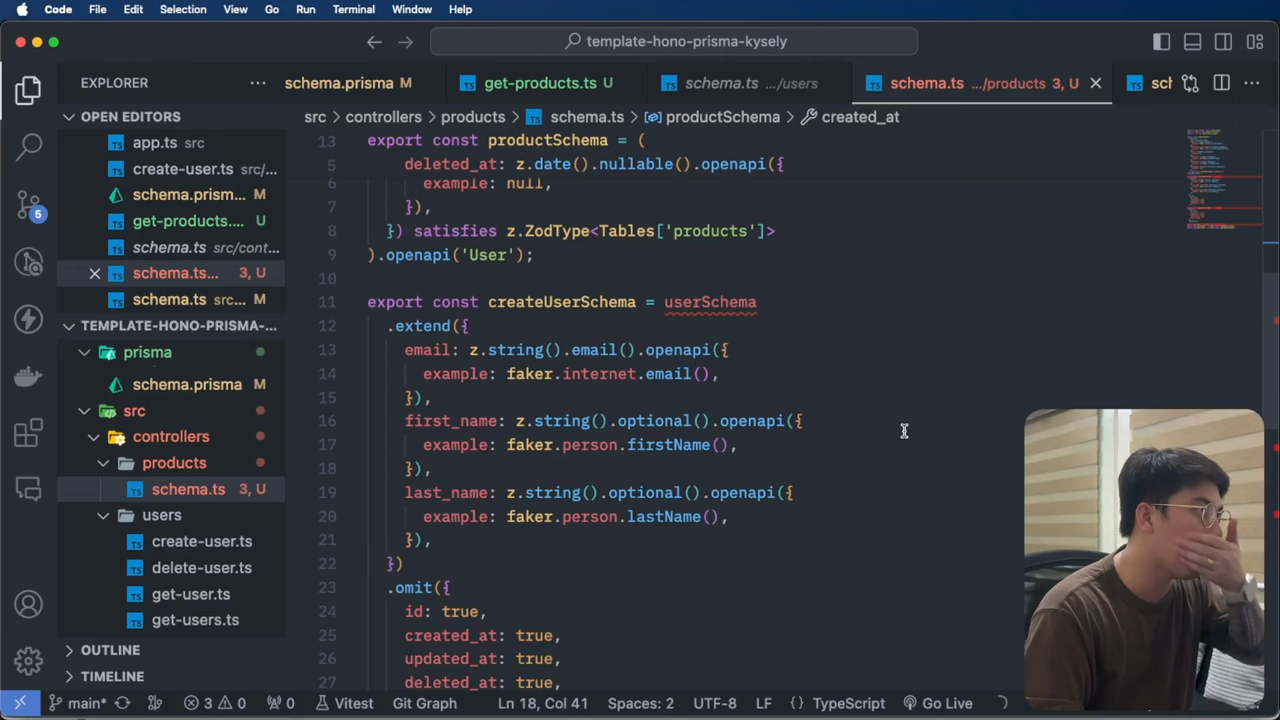 Code File Edit Selection View Go Run Terminal Window Help
template-hono-prisma-kysely
EXPLORER
schema.prisma M
get-products.ts U
schema.ts .../users
schema.ts .../products 3, U
sch
OPEN EDITORS
app.ts src
create-user.ts src/...
schema.prism... M
get-products.... U
schema.ts src/cont...
schema.ts... 3, U
schema.ts src/c... M
TEMPLATE-HONO-PRISMA-...
prisma
schema.prisma M
src
controllers
products
schema.ts 3, U
users
create-user.ts
delete-user.ts
get-user.ts
get-users.ts
OUTLINE
TIMELINE
5
src > controllers > products > schema.ts > productSchema > created_at
13 export const productSchema = (
5 deleted_at: z.date().nullable().openapi({
6 example: null,
7 }),
8 }) satisfies z.ZodType<Tables['products']>
9 ).openapi('User');
10
11 export const createUserSchema = userSchema
12 .extend({
13 email: z.string().email().openapi({
14 example: faker.internet.email(),
15 }),
16 first_name: z.string().optional().openapi({
17 example: faker.person.firstName(),
18 }),
19 last_name: z.string().optional().openapi({
20 example: faker.person.lastName(),
21 }),
22 })
23 .omit({
24 id: true,
25 created_at: true,
26 updated_at: true,
27 deleted_at: true,
main* 3 0 0 Vitest Git Graph Ln 18, Col 41 Spaces: 2 UTF-8 LF {} TypeScript Go Live